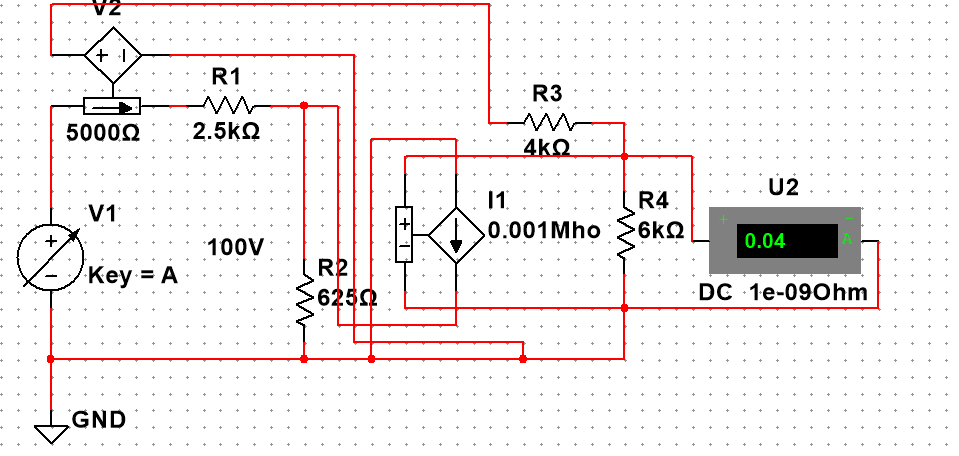 V2
R1
5000Ω
2.5kΩ
R3
4kΩ
V1
100V
Key = A
R2
625Ω
I1
0.001Mho
R4
6kΩ
U2
+
−
0.04
A
DC 1e-09Ohm
GND